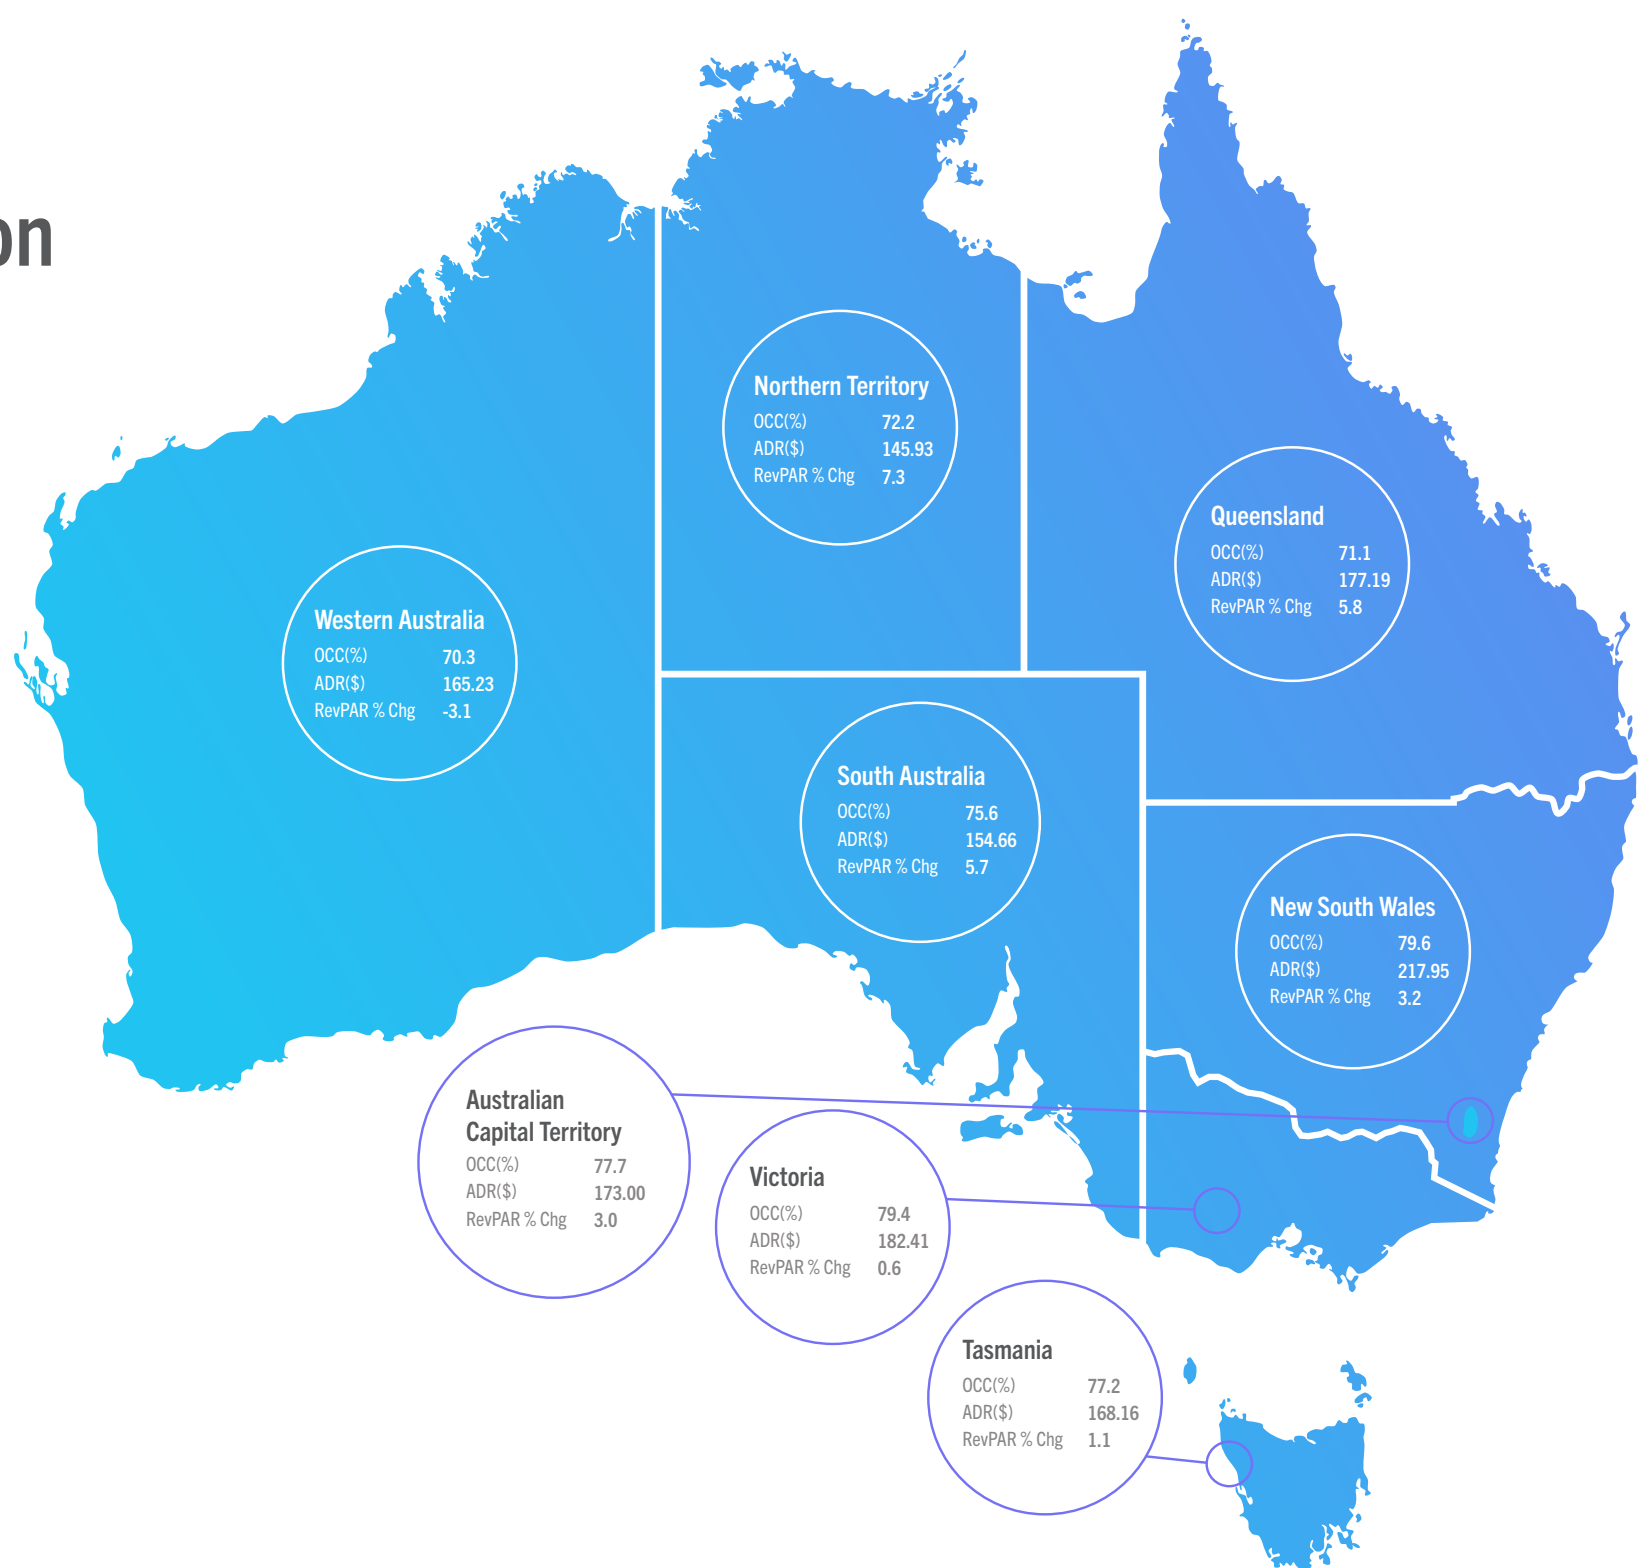 on
Northern Territory
OCC(%) 72.2
ADR($) 145.93
RevPAR % Chg 7.3
Queensland
OCC(%) 71.1
ADR($) 177.19
RevPAR % Chg 5.8
Western Australia
OCC(%) 70.3
ADR($) 165.23
RevPAR % Chg -3.1
South Australia
OCC(%) 75.6
ADR($) 154.66
RevPAR % Chg 5.7
New South Wales
OCC(%) 79.6
ADR($) 217.95
RevPAR % Chg 3.2
Australian
Capital Territory
OCC(%) 77.7
ADR($) 173.00
RevPAR % Chg 3.0
Victoria
OCC(%) 79.4
ADR($) 182.41
RevPAR % Chg 0.6
Tasmania
OCC(%) 77.2
ADR($) 168.16
RevPAR % Chg 1.1